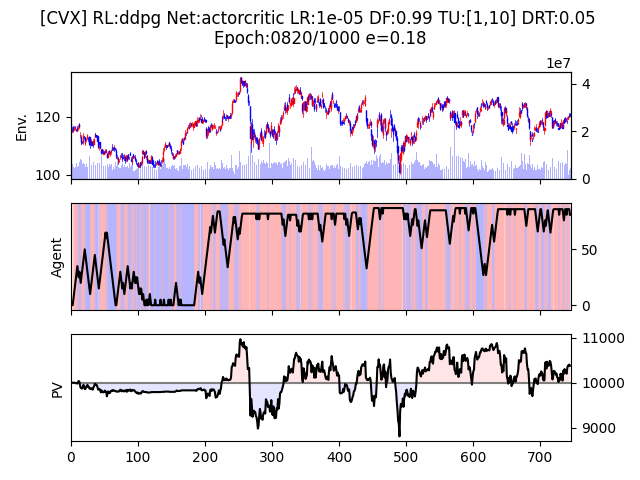 [CVX] RL:ddpg Net:actorcritic LR:1e-05 DF:0.99 TU:[1,10] DRT:0.05
Epoch:0820/1000 e=0.18
1e7
Env.
120
100
4
2
0
Agent
50
0
PV
11000
10000
9000
0 100 200 300 400 500 600 700